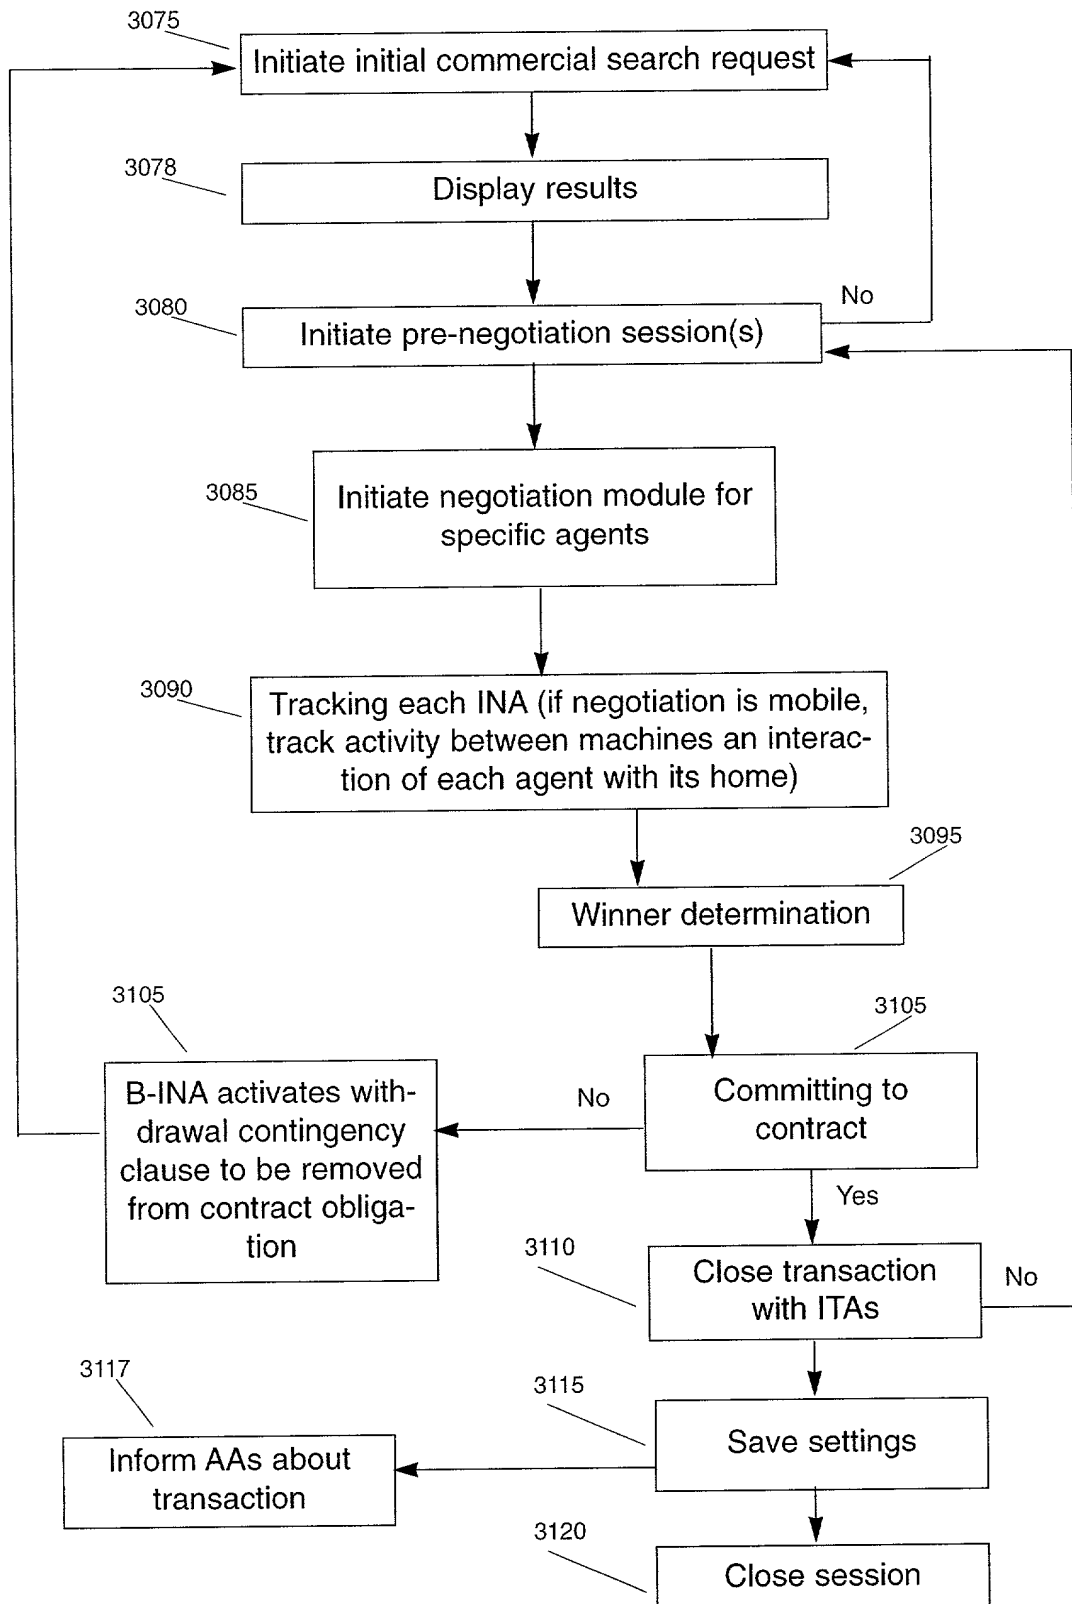 3075
Initiate initial commercial search request
3078
Display results
3080
No
Initiate pre-negotiation session(s)
3085
Initiate negotiation module for
specific agents
3090
Tracking each INA (if negotiation is mobile,
track activity between machines an interac-
tion of each agent with its home)
3095
Winner determination
3105
B-INA activates with-
drawal contingency
clause to be removed
from contract obliga-
tion
No
3105
Committing to
contract
Yes
3110
Close transaction
with ITAs
No
3117
Inform AAs about
transaction
3115
Save settings
3120
Close session